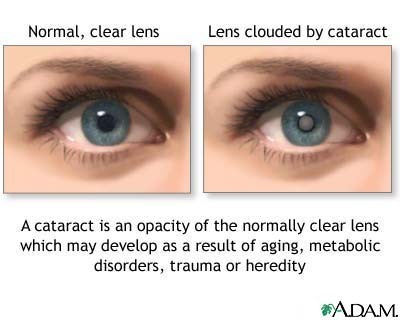 Normal, clear lens
Lens clouded by cataract
A cataract is an opacity of the normally clear lens
which may develop as a result of aging, metabolic
disorders, trauma or heredity
ADAM.